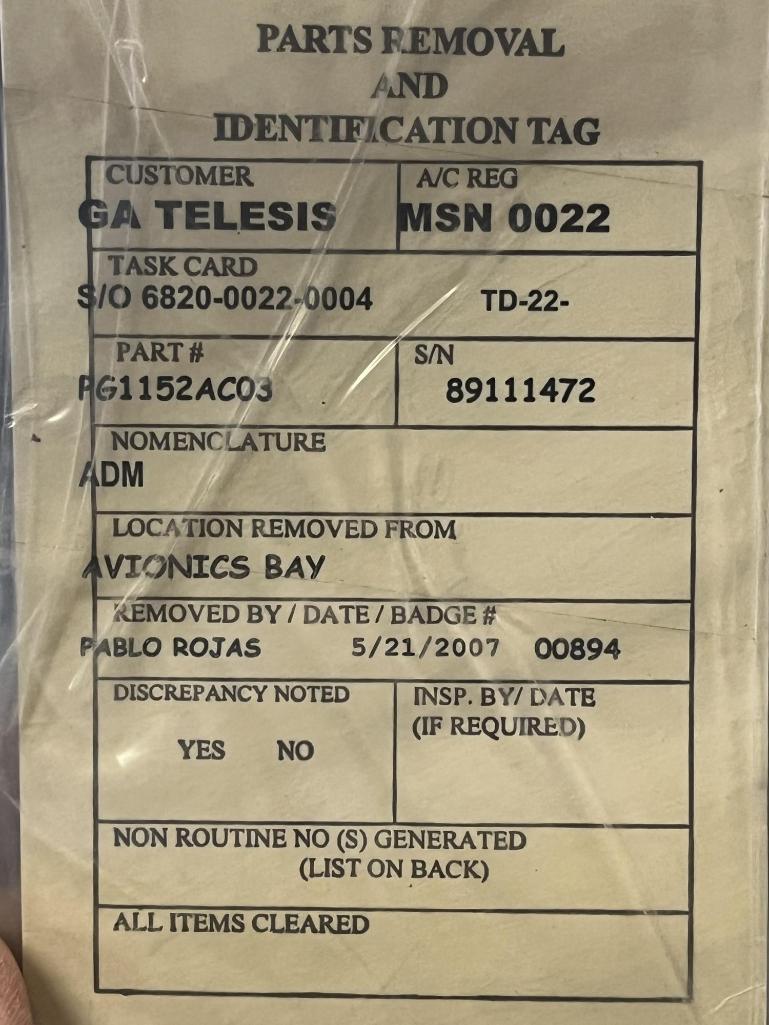 PARTS REMOVAL
AND
IDENTIFICATION TAG
CUSTOMER A/C REG
GA TELESIS MSN 0022
TASK CARD
S/O 6820-0022-0004 TD-22-
PART # S/N
PG1152AC03 89111472
NOMENCLATURE
ADM
LOCATION REMOVED FROM
AVIONICS BAY
REMOVED BY / DATE / BADGE #
PABLO ROJAS 5/21/2007 00894
DISCREPANCY NOTED INSP. BY/ DATE
(IF REQUIRED)
YES NO
NON ROUTINE NO (S) GENERATED
(LIST ON BACK)
ALL ITEMS CLEARED